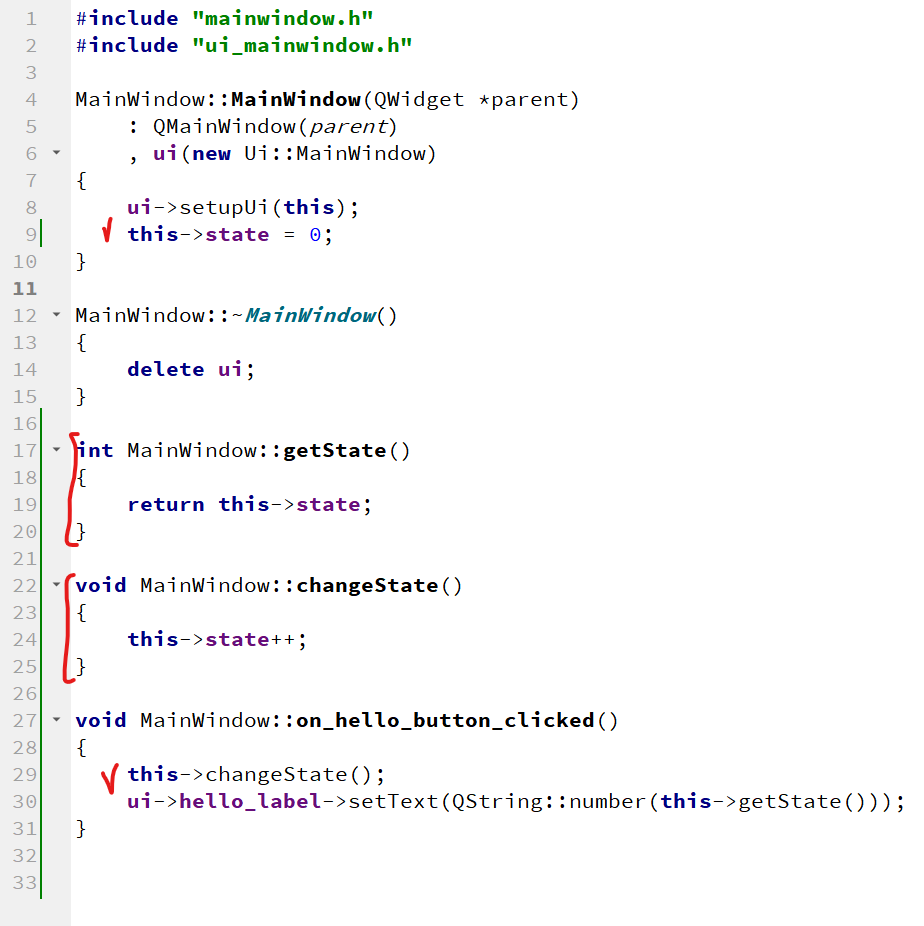 1 #include "mainwindow.h"
2 #include "ui_mainwindow.h"
3
4 MainWindow::MainWindow(QWidget *parent)
5     : QMainWindow(parent)
6     , ui(new Ui::MainWindow)
7 {
8     ui->setupUi(this);
9     this->state = 0;
10 }
11
12 MainWindow::~MainWindow()
13 {
14     delete ui;
15 }
16
17 int MainWindow::getState()
18 {
19     return this->state;
20 }
21
22 void MainWindow::changeState()
23 {
24     this->state++;
25 }
26
27 void MainWindow::on_hello_button_clicked()
28 {
29     this->changeState();
30     ui->hello_label->setText(QString::number(this->getState()));
31 }
32
33